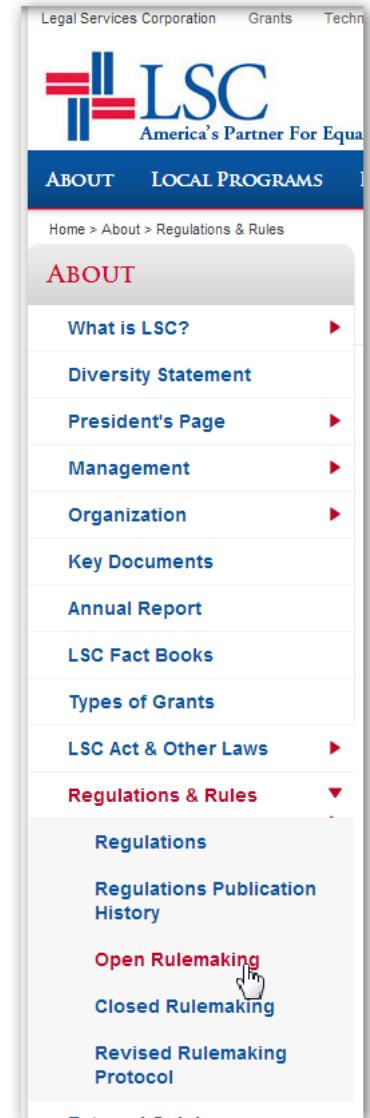 Legal Services Corporation Grants
LSC
America's Partner For
ABOUT LOCAL PROGRAMS
Home > About > Regulations & Rules
ABOUT
What is LSC?
Diversity Statement
President's Page
Management
Organization
Key Documents
Annual Report
LSC Fact Books
Types of Grants
LSC Act & Other Laws
Regulations & Rules
Regulations
Regulations Publication
History
Open Rulemaking
Closed Rulemaking
Revised Rulemaking
Protocol